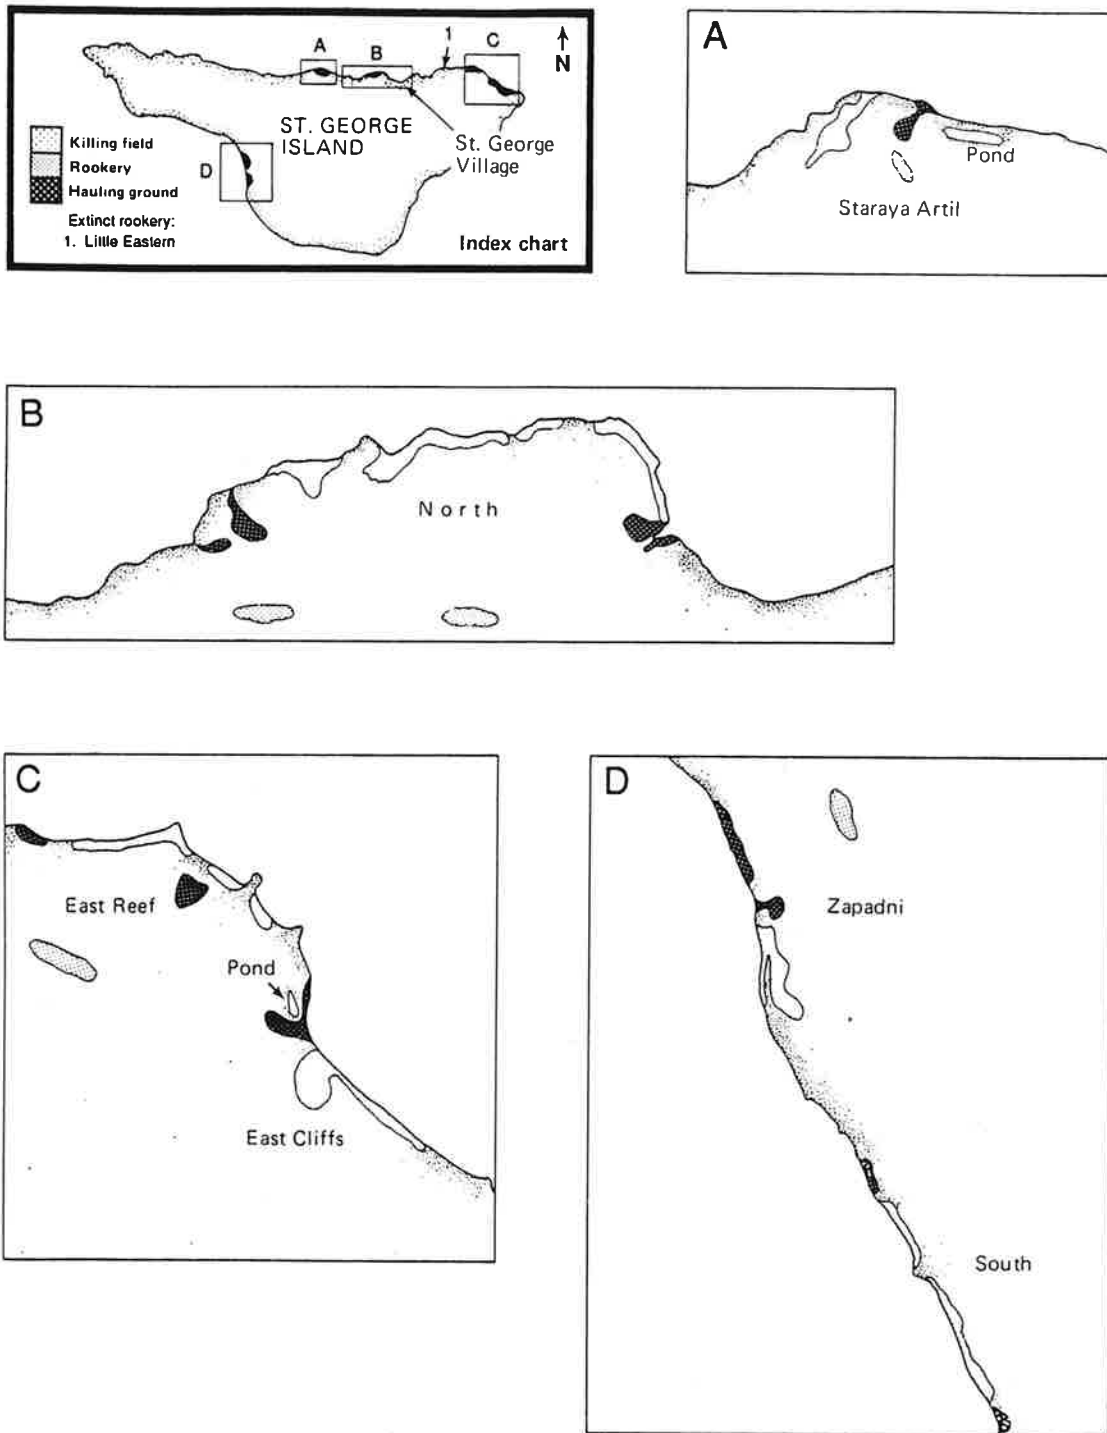 A
B
1
C
N
ST. GEORGE
ISLAND
St. George
Village
D
Killing field
Rookery
Hauling ground
Extinct rookery:
1. Little Eastern
Index chart
A
Pond
Staraya Artil
B
North
C
East Reef
Pond
East Cliffs
D
Zapadni
South